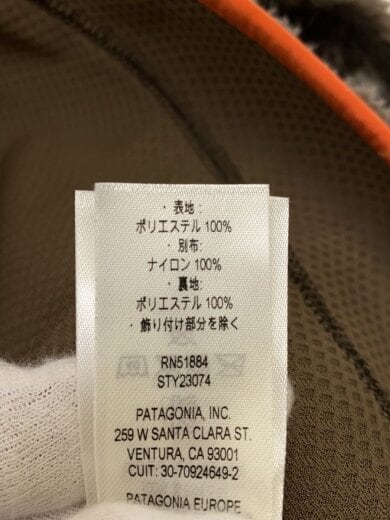 ・表地:
ポリエステル 100%
・別布:
ナイロン 100%
・裏地:
ポリエステル 100%
・飾り付け部分を除く
RN51884
STY23074
PATAGONIA, INC.
259 W SANTA CLARA ST.
VENTURA, CA 93001
CUIT: 30-70924649-2
PATAGONIA EUROPE